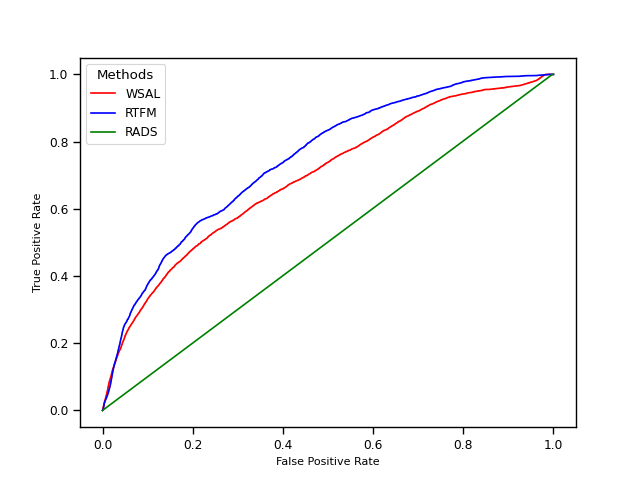 Methods
WSAL
RTFM
RADS
1.0
0.8
0.6
0.4
0.2
0.0
True Positive Rate
0.0 0.2 0.4 0.6 0.8 1.0
False Positive Rate